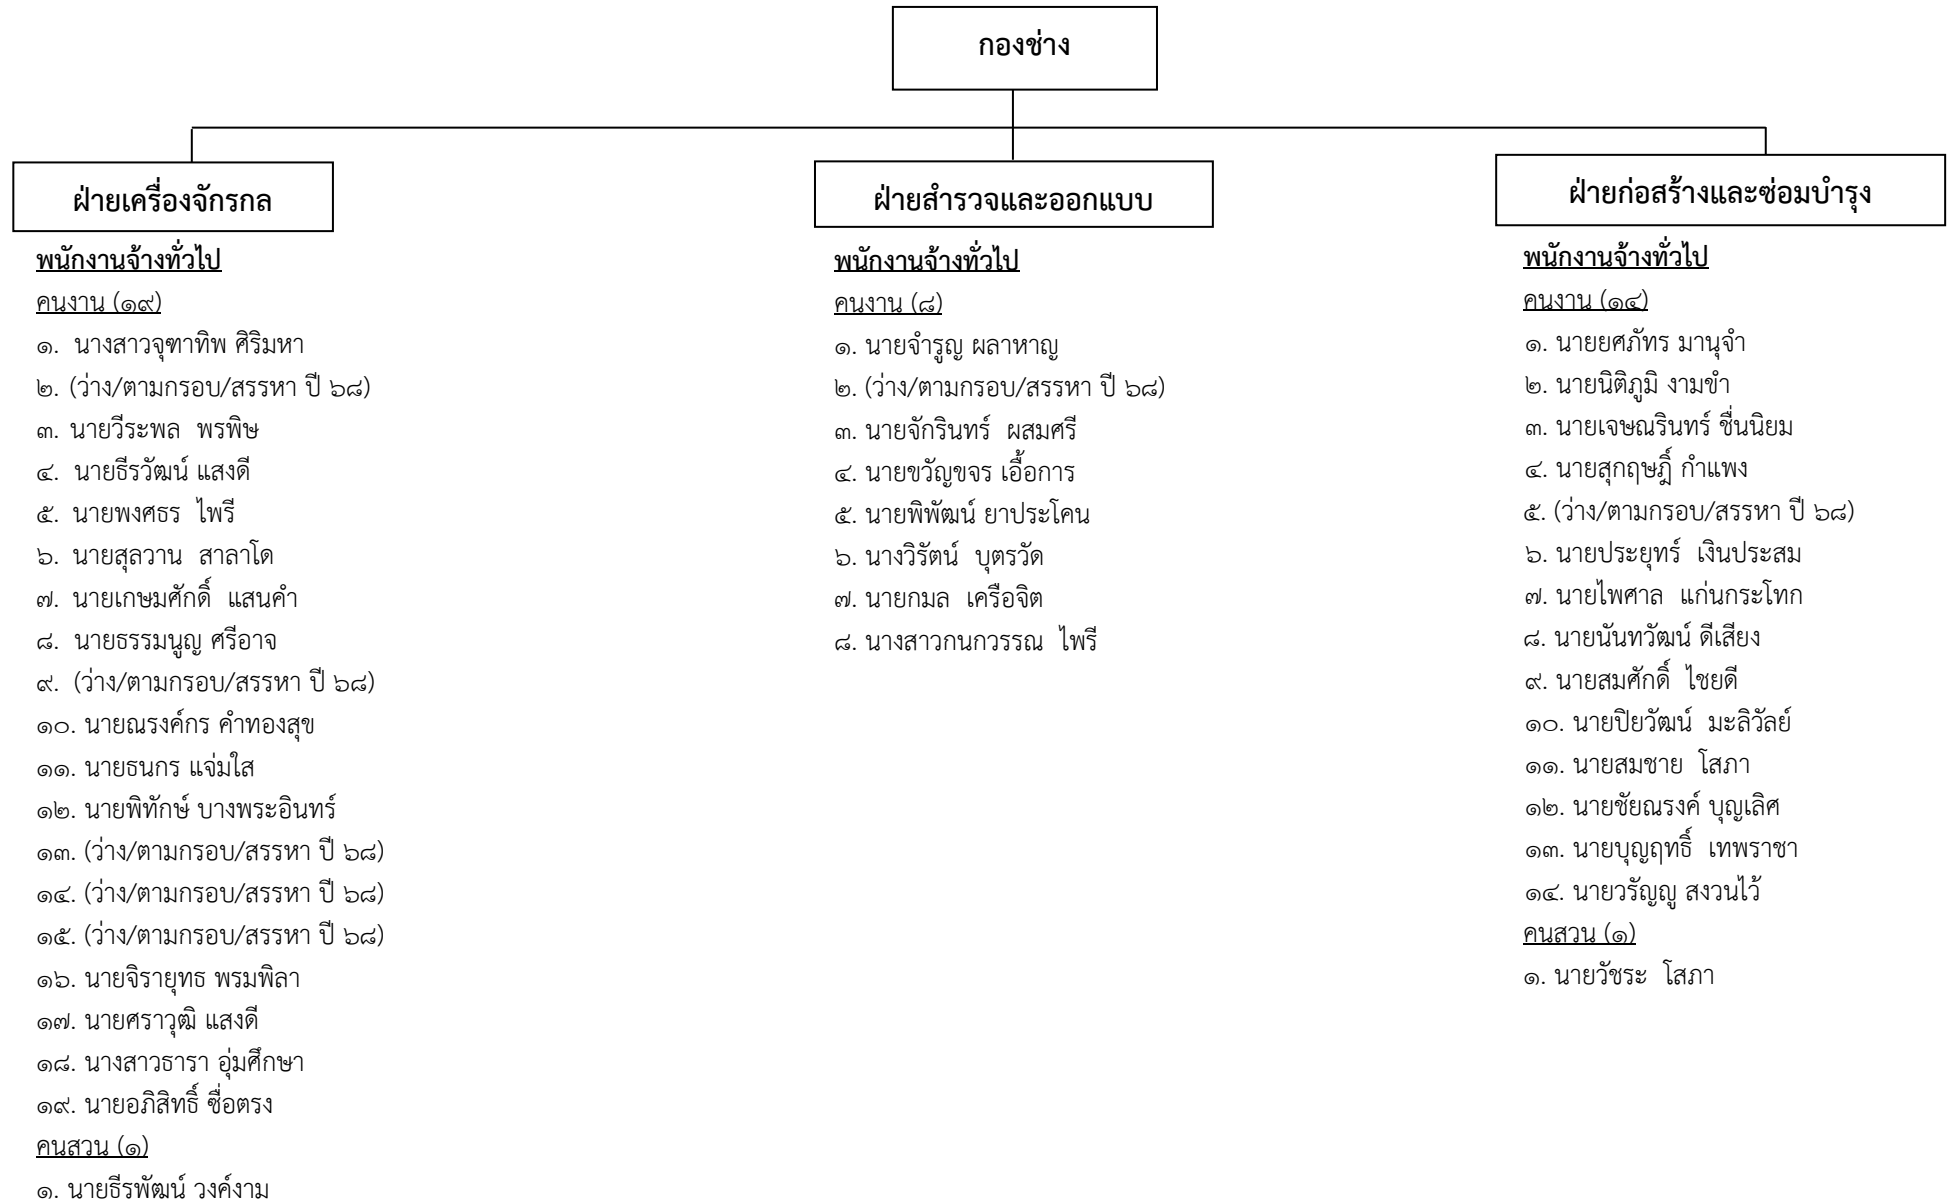 กองช่าง
ฝ่ายเครื่องจักรกล
พนักงานจ้างทั่วไป
คนงาน (๑๙)
๑. นางสาวจุฑาทิพ ศิริมหา
๒. (ว่าง/ตามกรอบ/สรรหา ปี ๖๘)
๓. นายวีระพล พรพิษ
๔. นายธีรวัฒน์ แสงดี
๕. นายพงศธร ไพรี
๖. นายสุลวาน สาลาโด
๗. นายเกษมศักดิ์ แสนคำ
๘. นายธรรมนูญ ศรีอาจ
๙. (ว่าง/ตามกรอบ/สรรหา ปี ๖๘)
๑๐. นายณรงค์กร คำทองสุข
๑๑. นายธนกร แจ่มใส
๑๒. นายพิทักษ์ บางพระอินทร์
๑๓. (ว่าง/ตามกรอบ/สรรหา ปี ๖๘)
๑๔. (ว่าง/ตามกรอบ/สรรหา ปี ๖๘)
๑๕. (ว่าง/ตามกรอบ/สรรหา ปี ๖๘)
๑๖. นายจิรายุทธ พรมพิลา
๑๗. นายศราวุฒิ แสงดี
๑๘. นางสาวธารา อุ่มศึกษา
๑๙. นายอภิสิทธิ์ ซื่อตรง
คนสวน (๑)
๑. นายธีรพัฒน์ วงค์งาม
ฝ่ายสำรวจและออกแบบ
พนักงานจ้างทั่วไป
คนงาน (๘)
๑. นายจำรูญ ผลาหาญ
๒. (ว่าง/ตามกรอบ/สรรหา ปี ๖๘)
๓. นายจักรินทร์ ผสมศรี
๔. นายขวัญขจร เอื้อการ
๕. นายพิพัฒน์ ยาประโคน
๖. นางวิรัตน์ บุตรวัด
๗. นายกมล เครือจิต
๘. นางสาวกนกวรรณ ไพรี
ฝ่ายก่อสร้างและซ่อมบำรุง
พนักงานจ้างทั่วไป
คนงาน (๑๔)
๑. นายยศภัทร มานุจำ
๒. นายนิติภูมิ งามขำ
๓. นายเจษณรินทร์ ชื่นนิยม
๔. นายสุกฤษฎิ์ กำแพง
๕. (ว่าง/ตามกรอบ/สรรหา ปี ๖๘)
๖. นายประยุทร์ เงินประสม
๗. นายไพศาล แก่นกระโทก
๘. นายนันทวัฒน์ ดีเสียง
๙. นายสมศักดิ์ ไชยดี
๑๐. นายปิยวัฒน์ มะลิวัลย์
๑๑. นายสมชาย โสภา
๑๒. นายชัยณรงค์ บุญเลิศ
๑๓. นายบุญฤทธิ์ เทพราชา
๑๔. นายวรัญญู สงวนไว้
คนสวน (๑)
๑. นายวัชระ โสภา